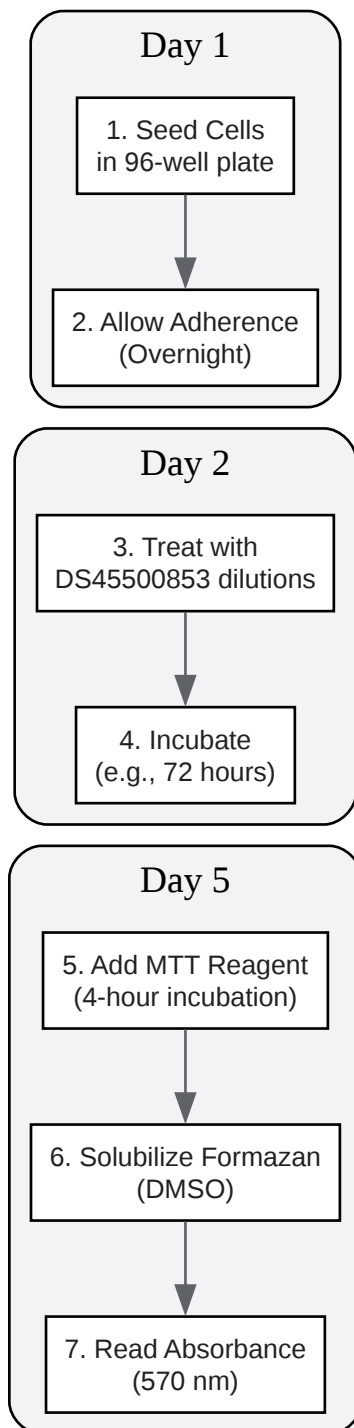 Day 1
1. Seed Cells
in 96-well plate
2. Allow Adherence
(Overnight)
Day 2
3. Treat with
DS45500853 dilutions
4. Incubate
(e.g., 72 hours)
Day 5
5. Add MTT Reagent
(4-hour incubation)
6. Solubilize Formazan
(DMSO)
7. Read Absorbance
(570 nm)